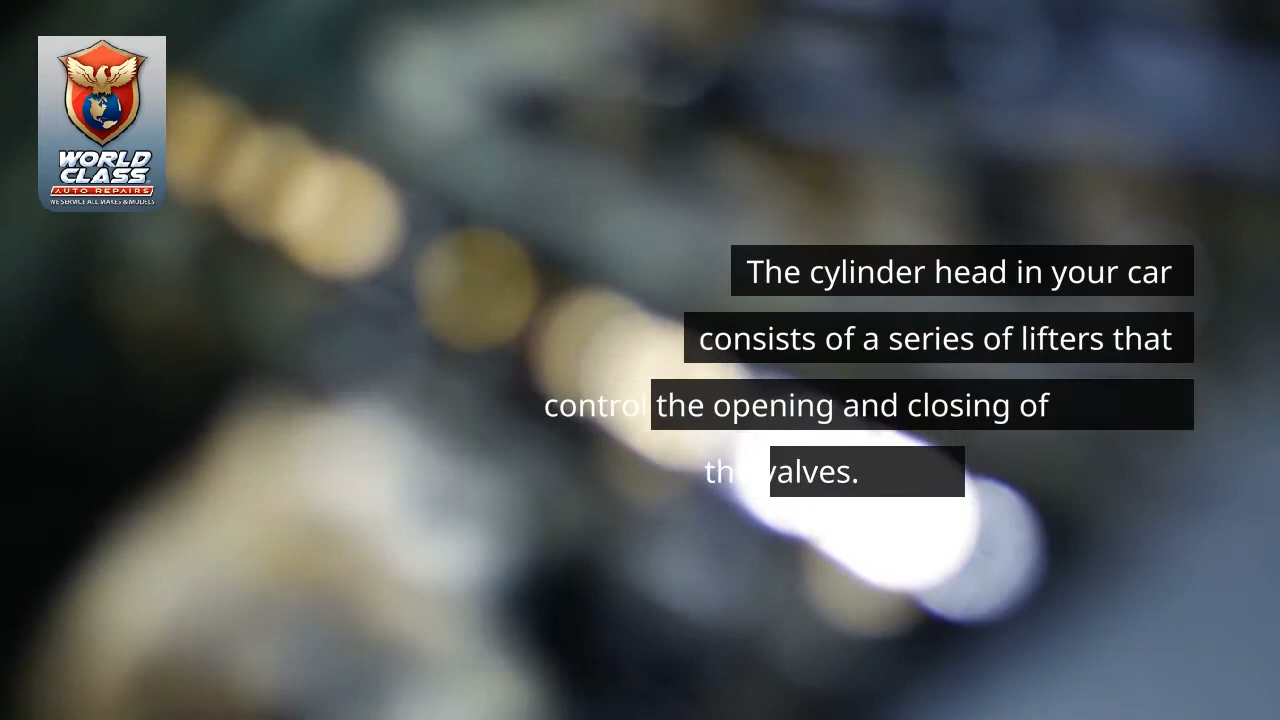 WORLD
CLASS
AUTO REPAIRS
WE SERVICE ALL MAKES & MODELS
The cylinder head in your car
consists of a series of lifters that
control the opening and closing of
the valves.